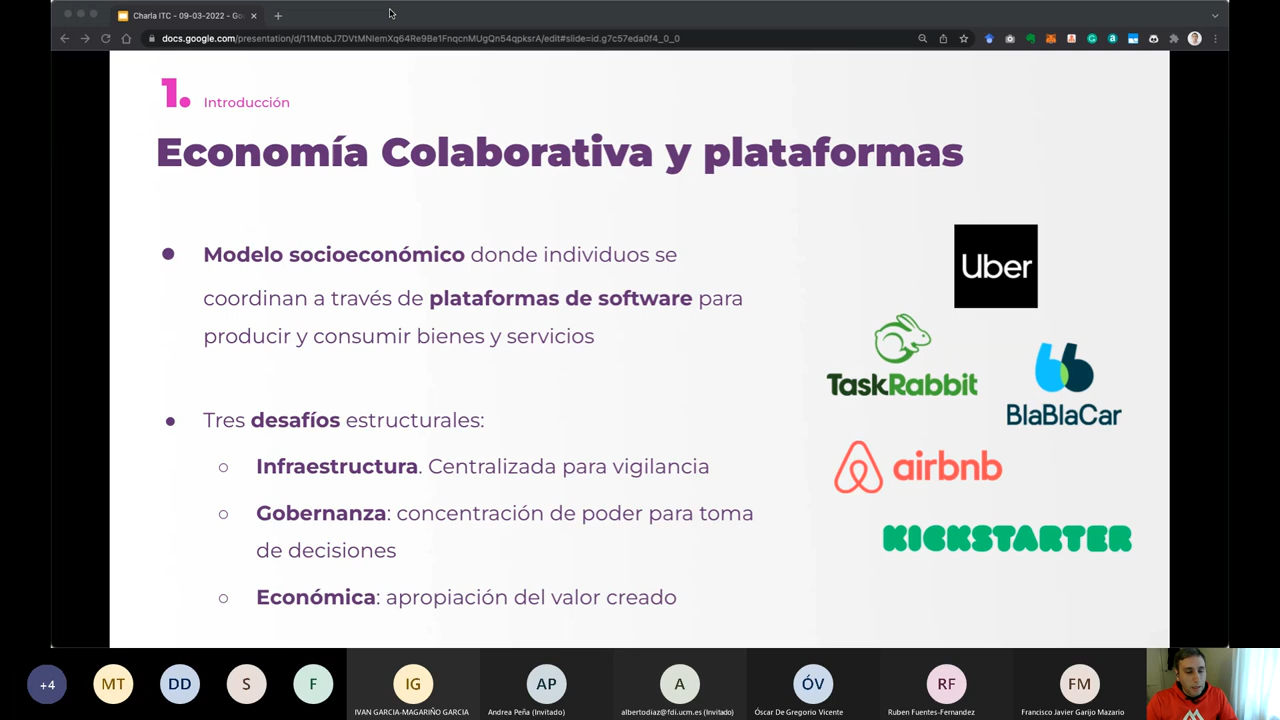 Charla ITC - 09-03-2022 - Go
docs.google.com/presentation/d/11MtobJ7DVtMNIemXq64Re9Be1FnqcnMUgQn54qpksrA/edit#slide=id.g7c57eda0f4_0_0
1. Introducción
Economía Colaborativa y plataformas
Modelo socioeconómico donde individuos se
coordinan a través de plataformas de software para
producir y consumir bienes y servicios
Tres desafíos estructurales:
Infraestructura. Centralizada para vigilancia
Gobernanza: concentración de poder para toma
de decisiones
Económica: apropiación del valor creado
Uber
TaskRabbit
BlaBlaCar
airbnb
KICKSTARTER
+4
MT
DD
S
F
IG
AP
A
ÓV
RF
FM
IVAN GARCIA-MAGARIÑO GARCIA
Andrea Peña (Invitado)
albertodiaz@fdi.ucm.es (Invitado)
Óscar De Gregorio Vicente
Ruben Fuentes-Fernandez
Francisco Javier Garijo Mazario